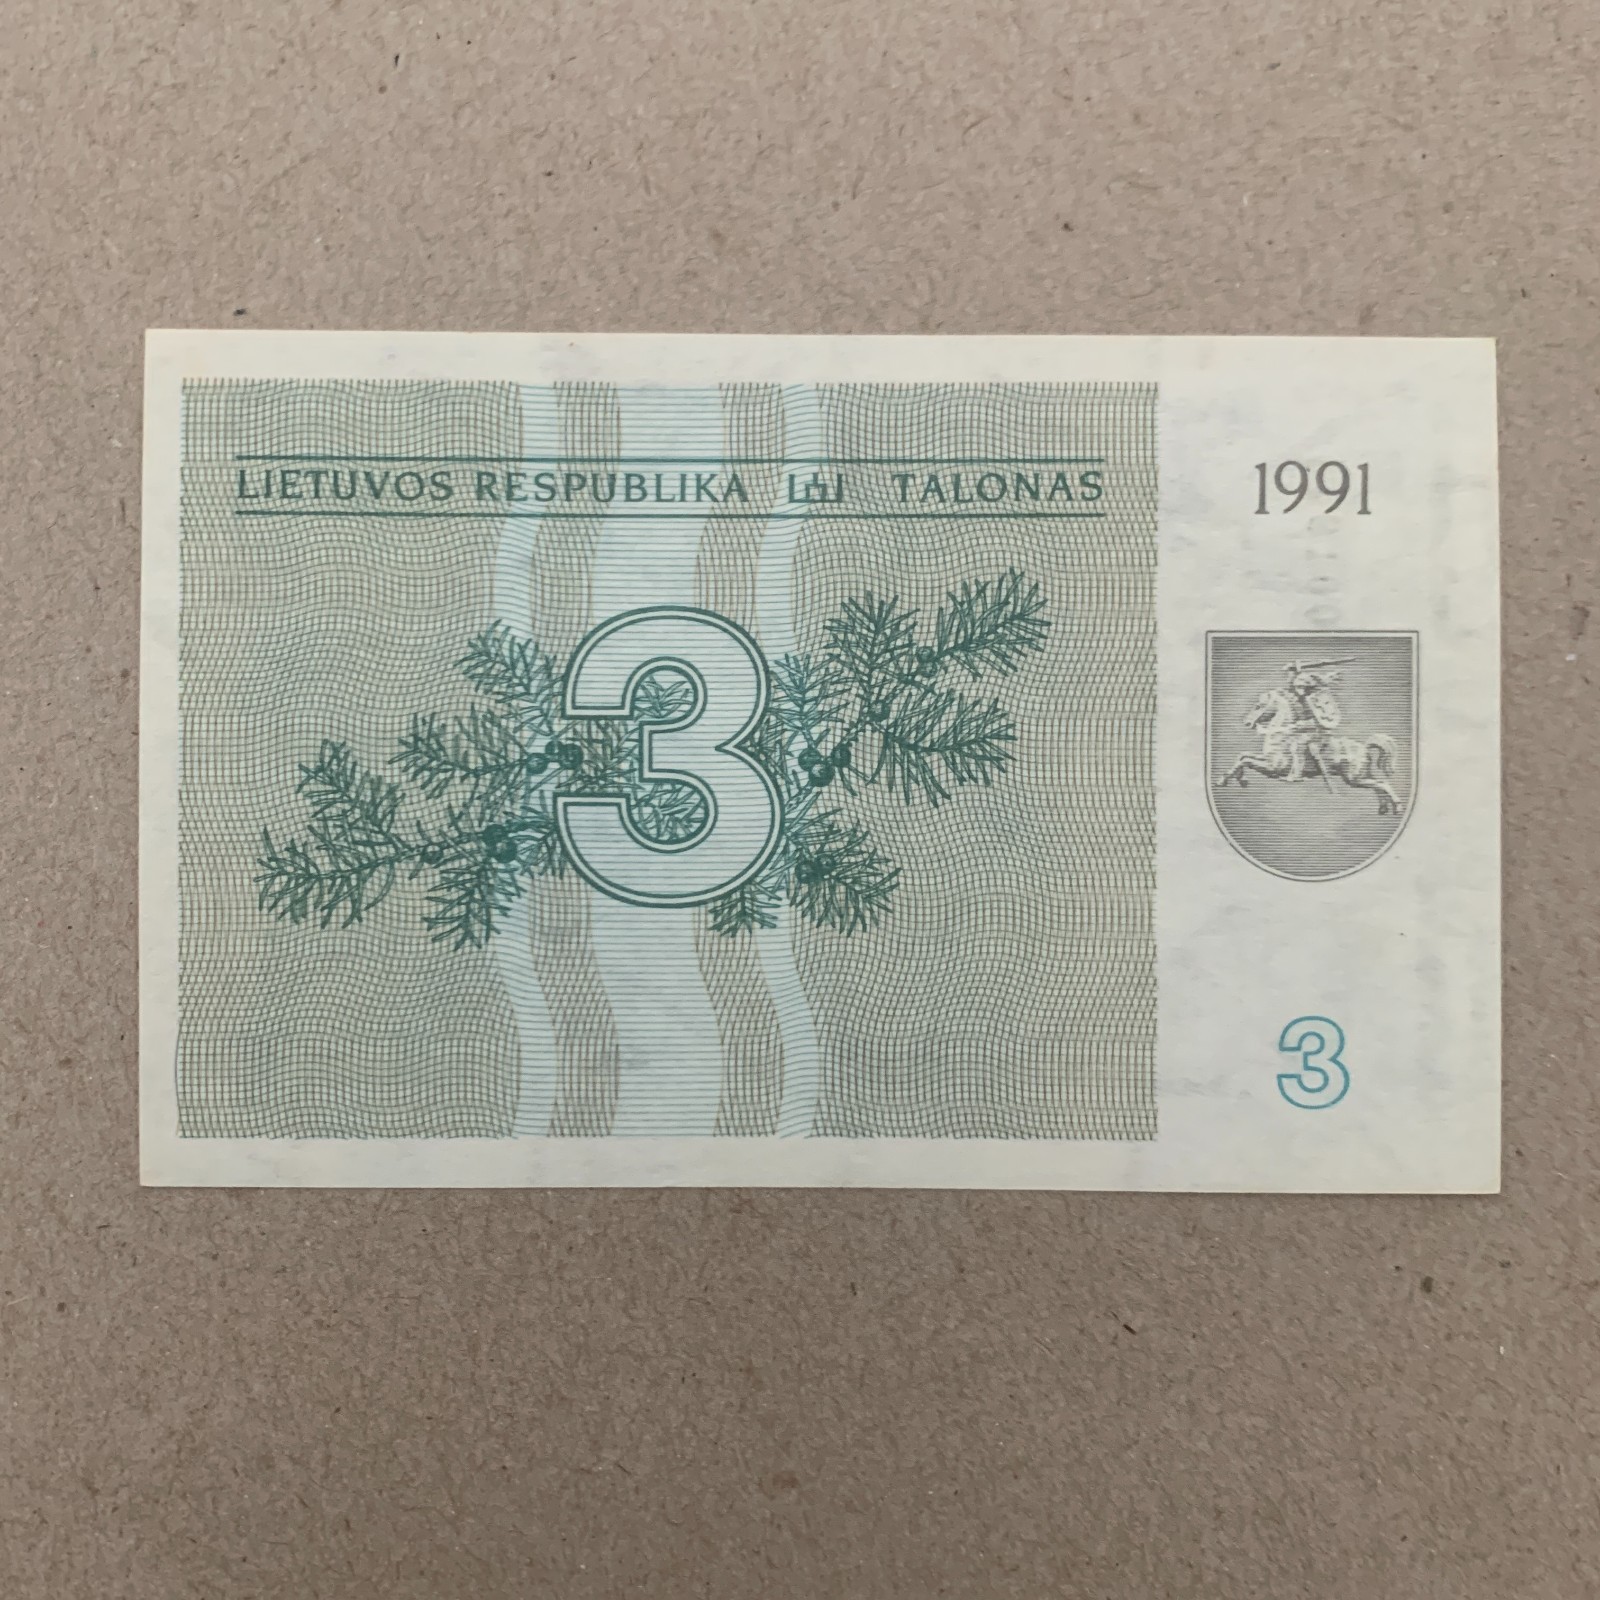 LIETUVOS RESPUBLIKA TALONAS
1991
3
3